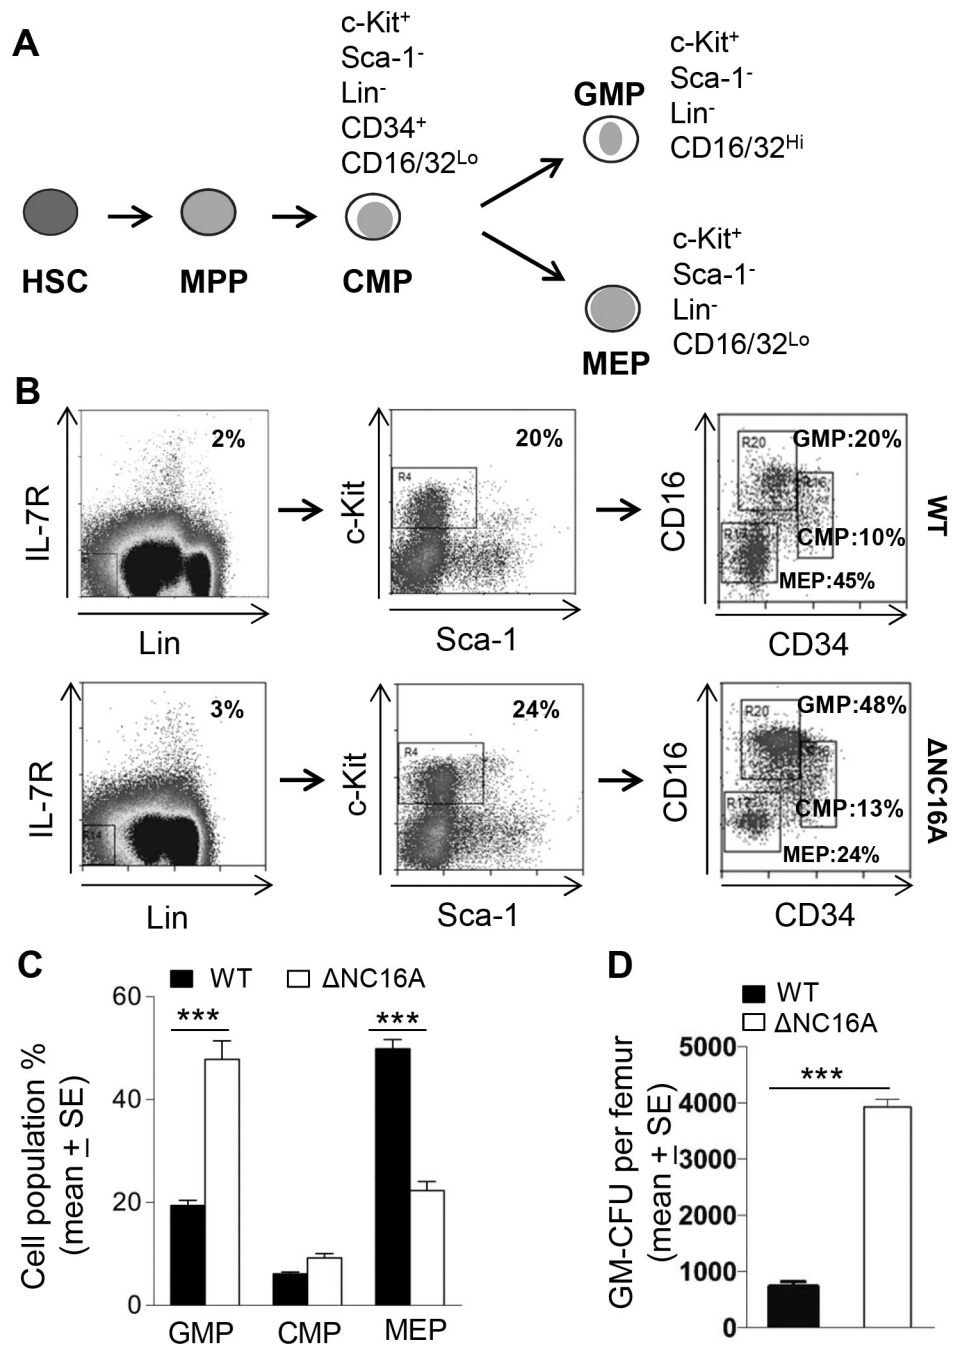 A
c-Kit⁺
Sca-1⁻
Lin⁻
CD34⁺
CD16/32ᴸᵒ
GMP
c-Kit⁺
Sca-1⁻
Lin⁻
CD16/32ᴴⁱ
HSC
MPP
CMP
c-Kit⁺
Sca-1⁻
Lin⁻
CD16/32ᴸᵒ
MEP
B
IL-7R
2%
Lin
c-Kit
20%
R4
Sca-1
CD16
R20
GMP:20%
R16
CMP:10%
MEP:45%
CD34
WT
IL-7R
3%
R14
Lin
c-Kit
24%
R4
Sca-1
CD16
R20
GMP:48%
CMP:13%
MEP:24%
CD34
ΔNC16A
C
WT
ΔNC16A
Cell population %
(mean ± SE)
60
40
20
0
***
***
GMP
CMP
MEP
D
WT
ΔNC16A
GM-CFU per femur
(mean ± SE)
5000
4000
3000
2000
1000
0
***